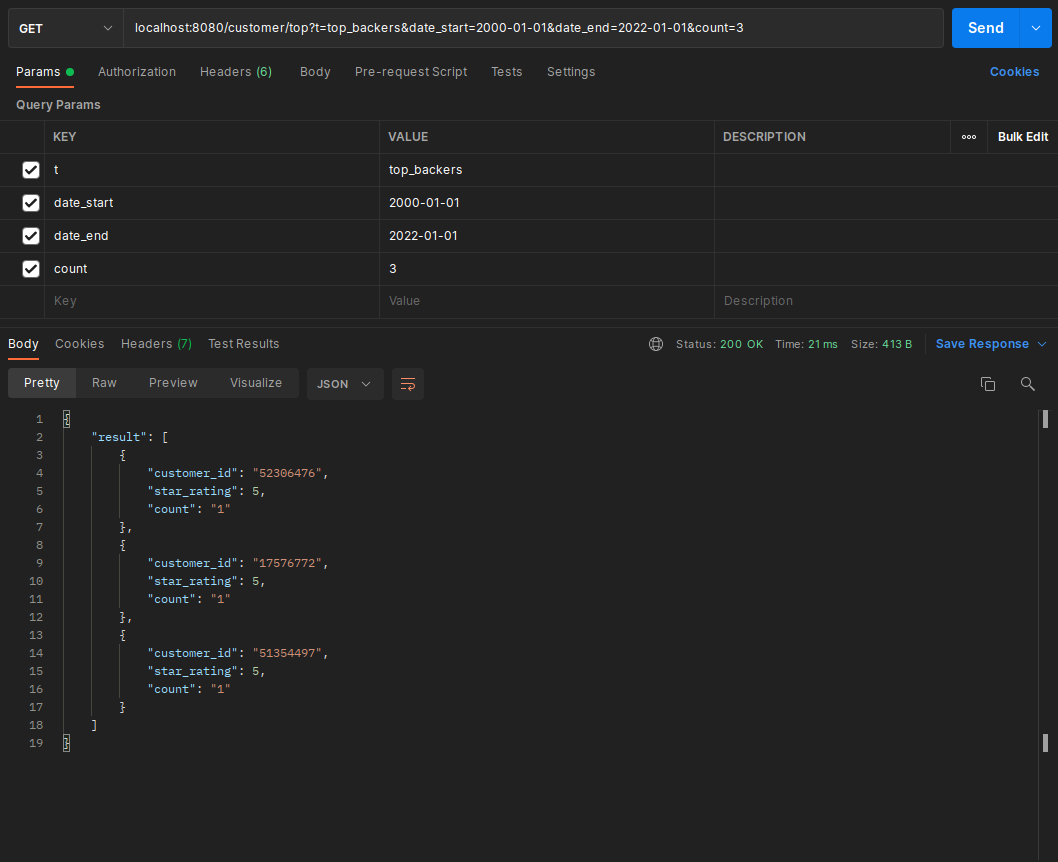 GET localhost:8080/customer/top?t=top_backers&date_start=2000-01-01&date_end=2022-01-01&count=3 Send
Params Authorization Headers (6) Body Pre-request Script Tests Settings Cookies
Query Params
KEY VALUE DESCRIPTION ooo Bulk Edit
t top_backers
date_start 2000-01-01
date_end 2022-01-01
count 3
Key Value Description
Body Cookies Headers (7) Test Results Status: 200 OK Time: 21 ms Size: 413 B Save Response
Pretty Raw Preview Visualize JSON
1 {
2 "result": [
3 {
4 "customer_id": "52306476",
5 "star_rating": 5,
6 "count": "1"
7 },
8 {
9 "customer_id": "17576772",
10 "star_rating": 5,
11 "count": "1"
12 },
13 {
14 "customer_id": "51354497",
15 "star_rating": 5,
16 "count": "1"
17 }
18 ]
19 }